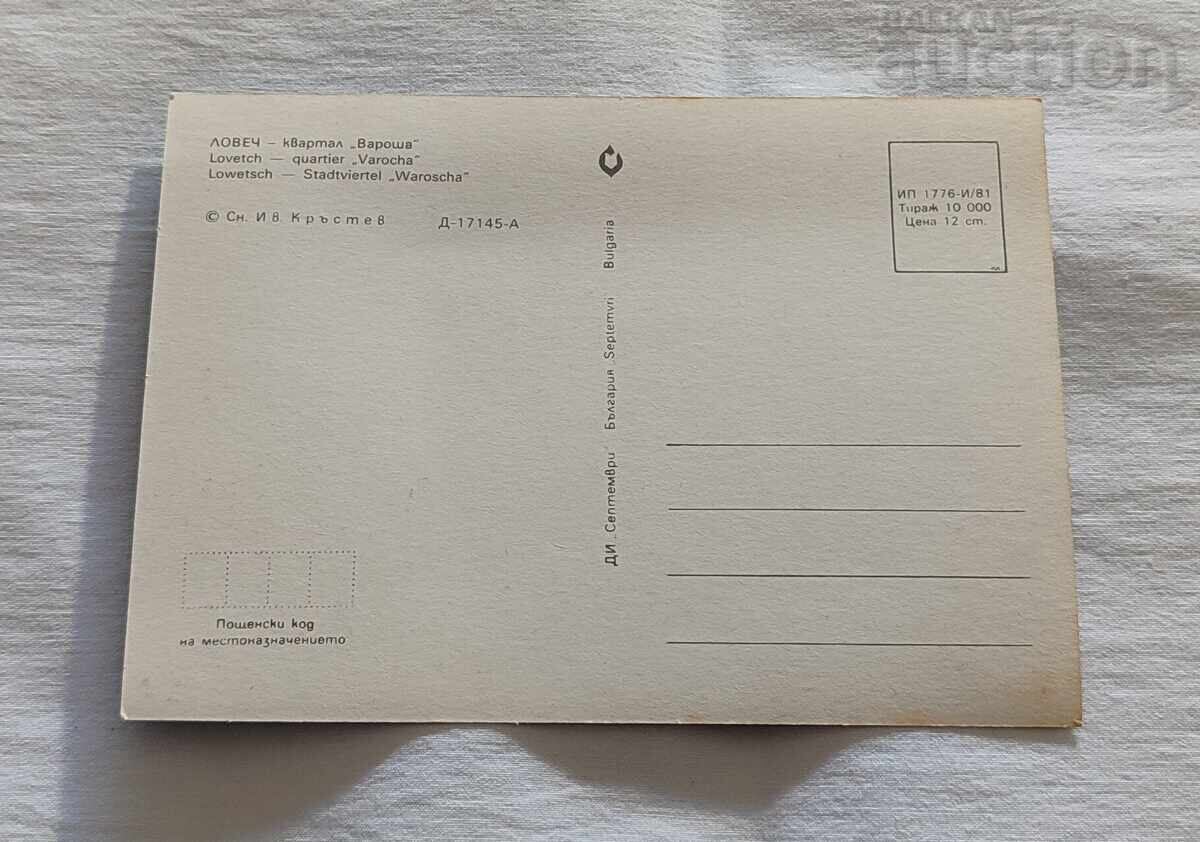 BALKAN
auction
ЛОВЕЧ – квартал „Вароша"
Lovetch — quartier „Varocha"
Lowetsch — Stadtviertel „Waroscha"
© Сн. Ив. Кръстев Д-17145-А
ДИ „Септември" България „Septemvri" Bulgaria
ИП 1776-И/81
Тираж 10 000
Цена 12 ст.
Пощенски код
на местоназначението